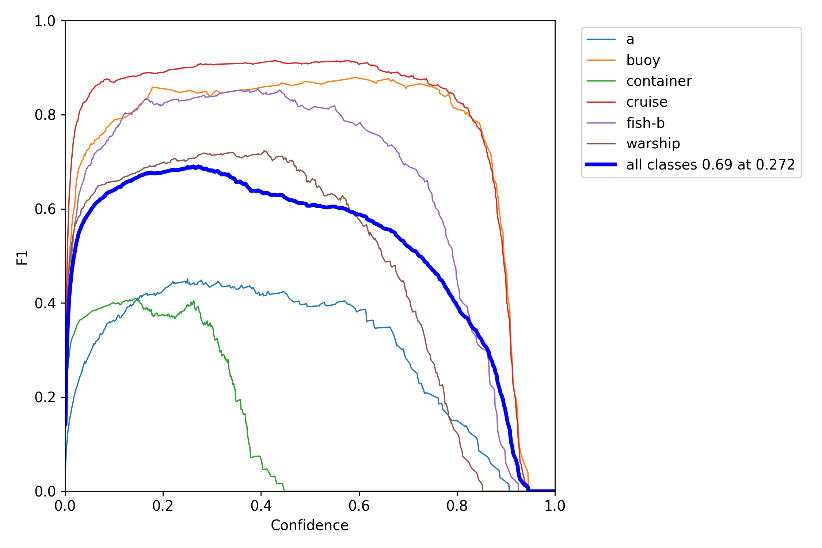 1.0
0.8
0.6
0.4
0.2
0.0
F1
0.0 0.2 0.4 0.6 0.8 1.0
Confidence
a
buoy
container
cruise
fish-b
warship
all classes 0.69 at 0.272